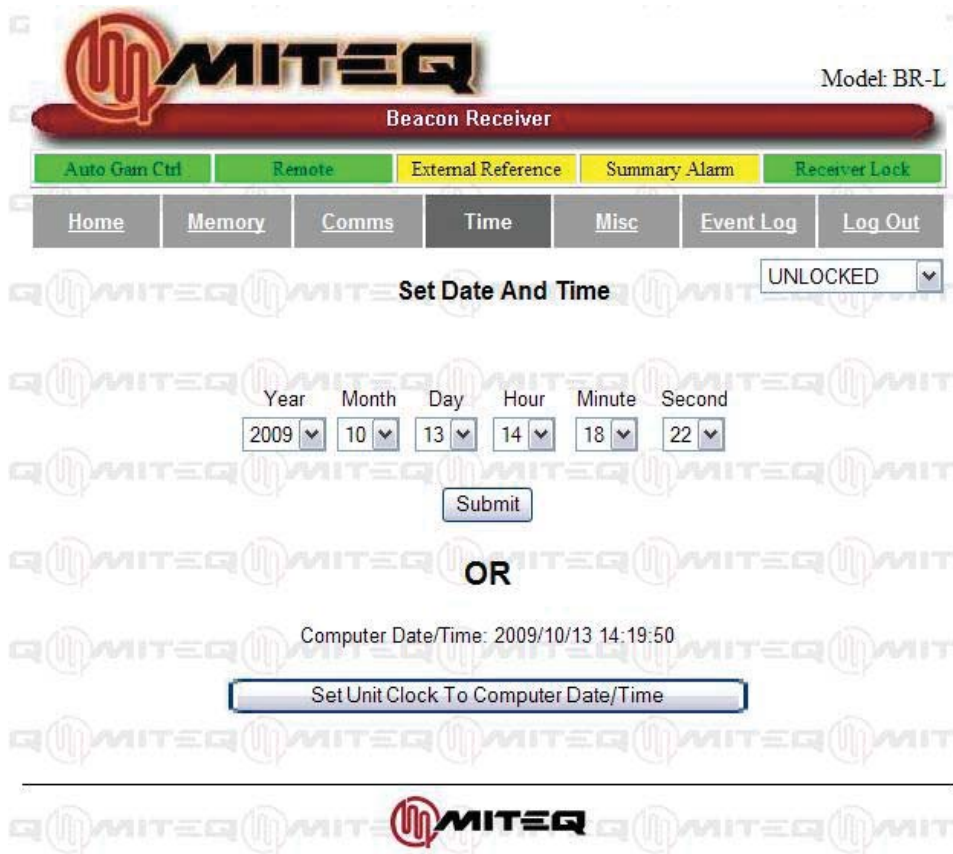 MITEQ
Model: BR-L
Beacon Receiver
Auto Gain Ctrl Remote External Reference Summary Alarm Receiver Lock
Home Memory Comms Time Misc Event Log Log Out
UNLOCKED
Set Date And Time
Year Month Day Hour Minute Second
2009 10 13 14 18 22
Submit
OR
Computer Date/Time: 2009/10/13 14:19:50
Set Unit Clock To Computer Date/Time
MITEQ